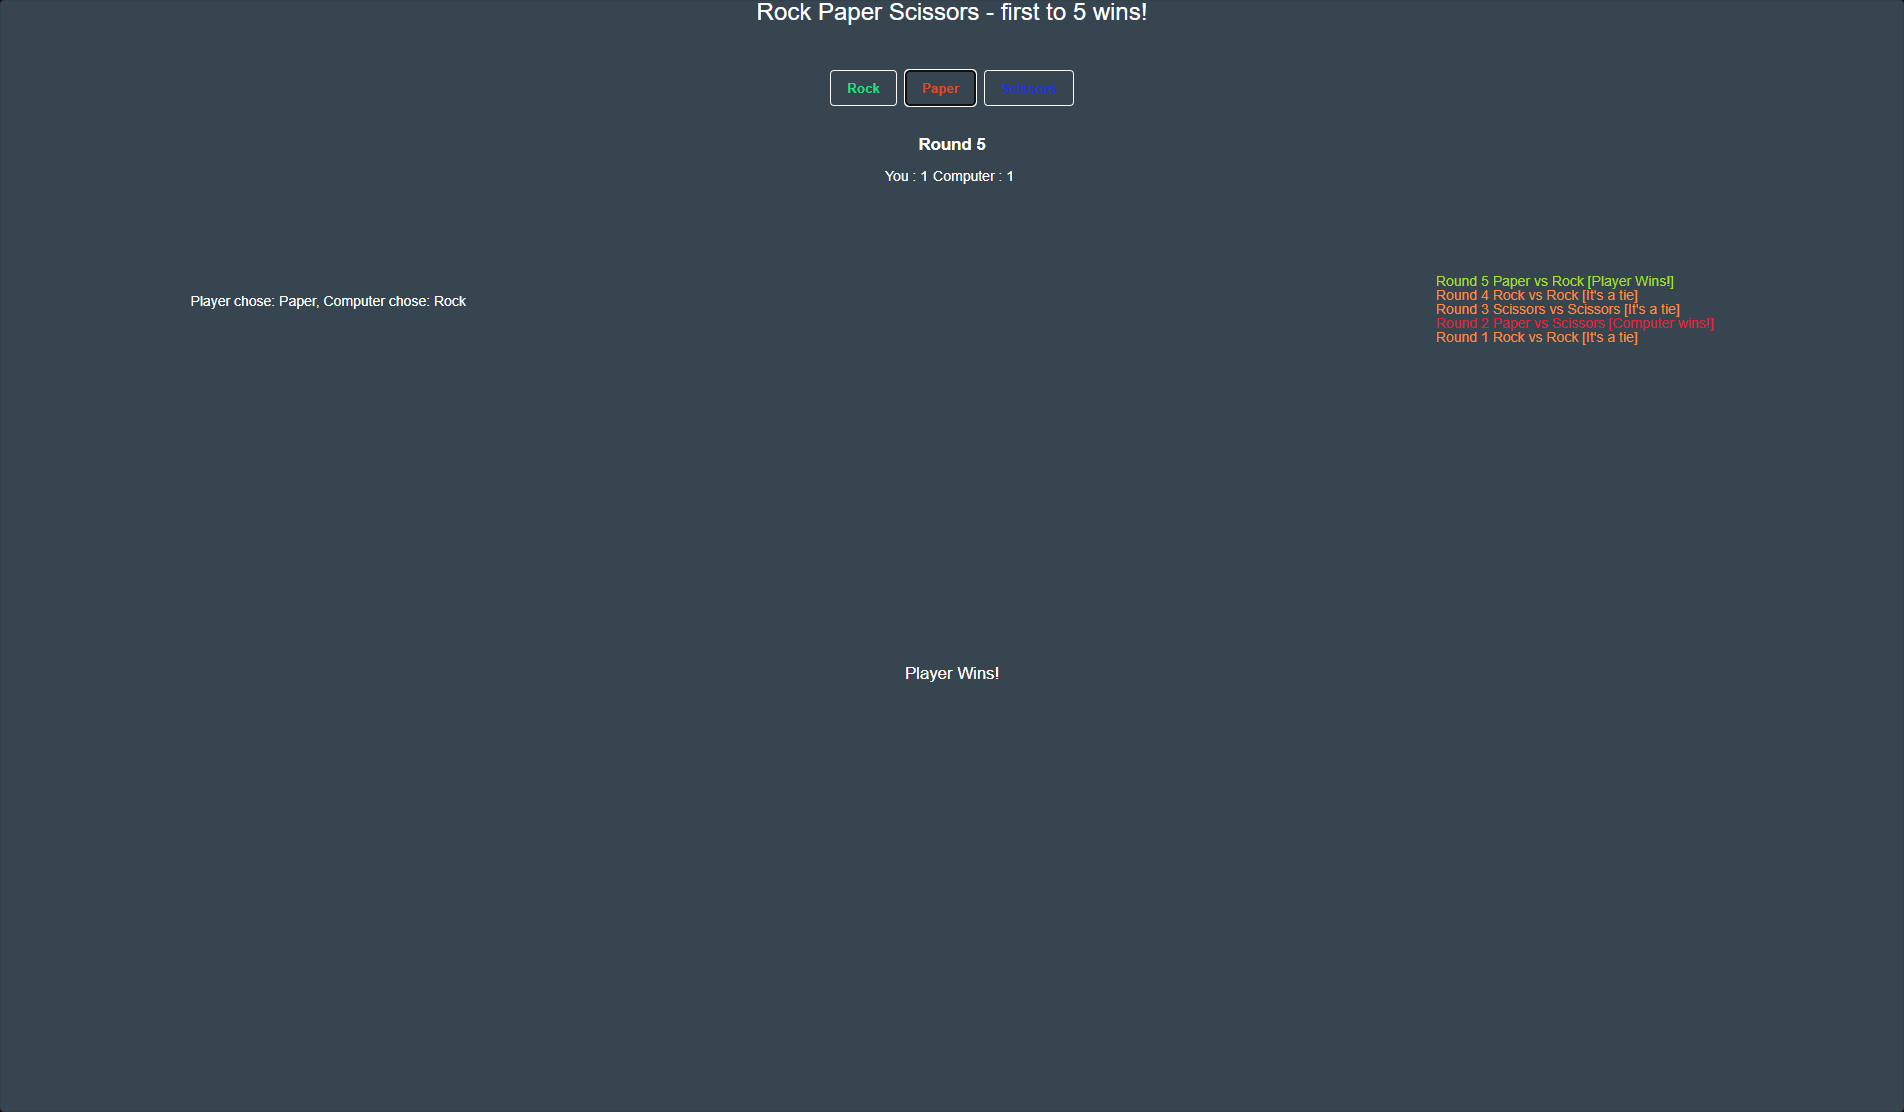 Rock Paper Scissors - first to 5 wins!
Rock Paper Scissors
Round 5
You : 1 Computer : 1
Player chose: Paper, Computer chose: Rock
Round 5 Paper vs Rock [Player Wins!]
Round 4 Rock vs Rock [It's a tie]
Round 3 Scissors vs Scissors [It's a tie]
Round 2 Paper vs Scissors [Computer wins!]
Round 1 Rock vs Rock [It's a tie]
Player Wins!